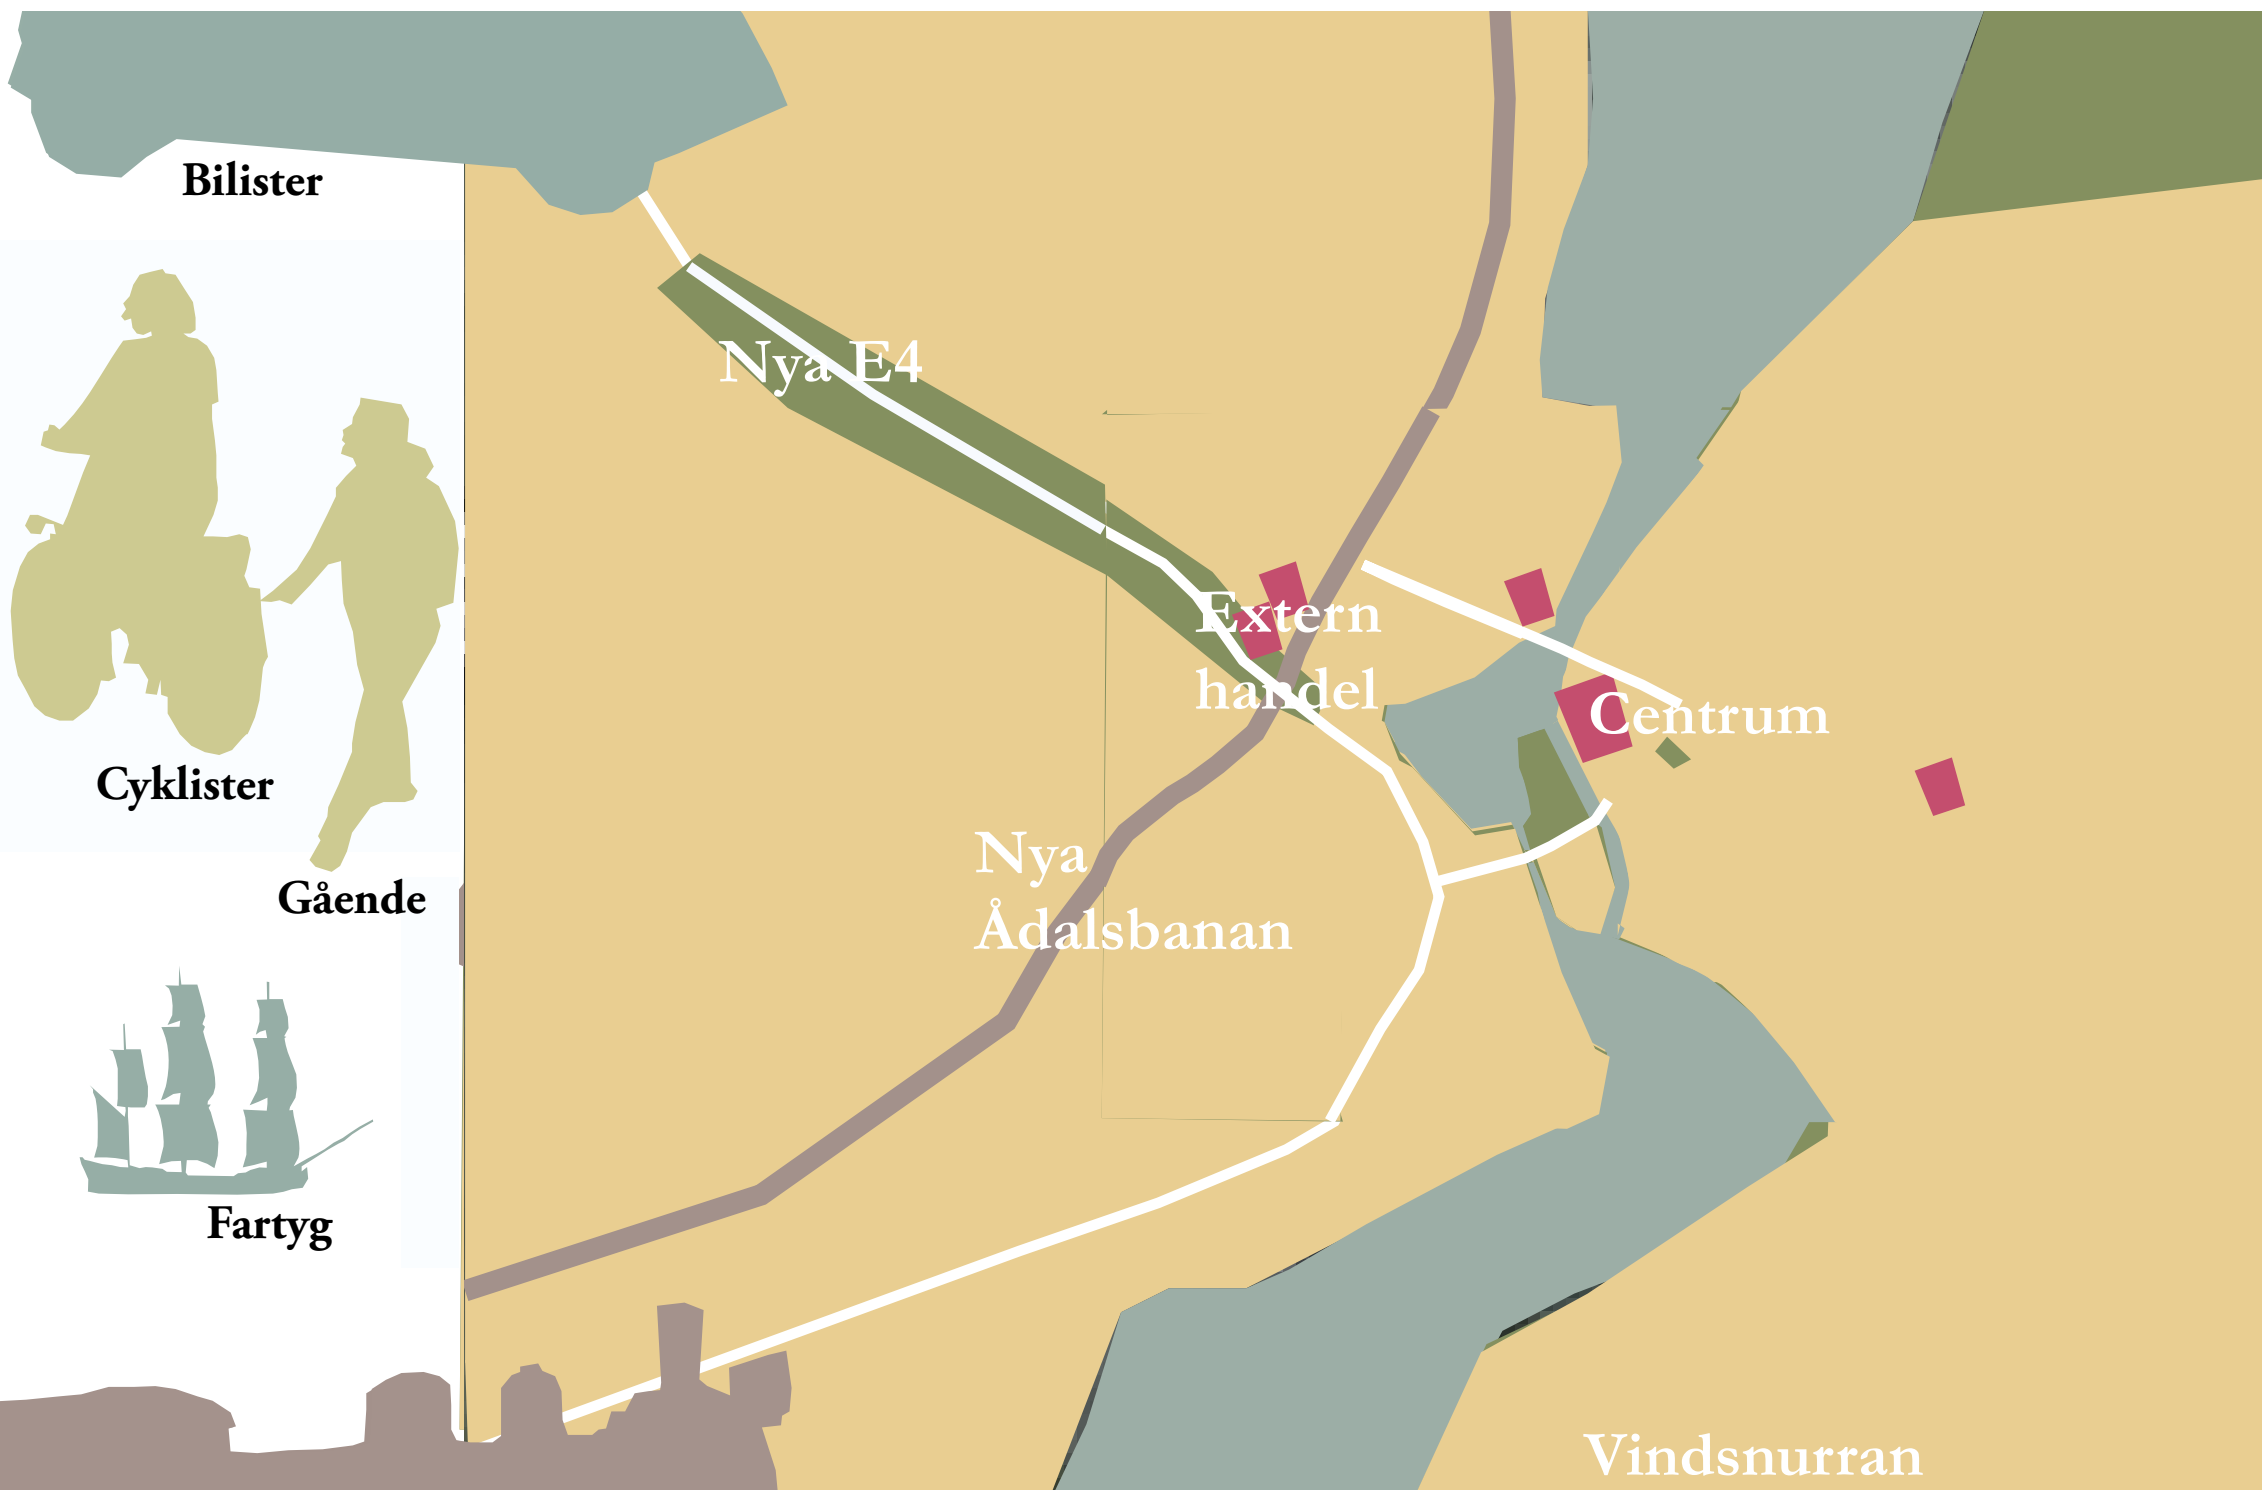 Bilister
Nya E4
Extern
handel
Centrum
Cyklister
Nya
Ådalsbanan
Gående
Fartyg
Vindsnurran